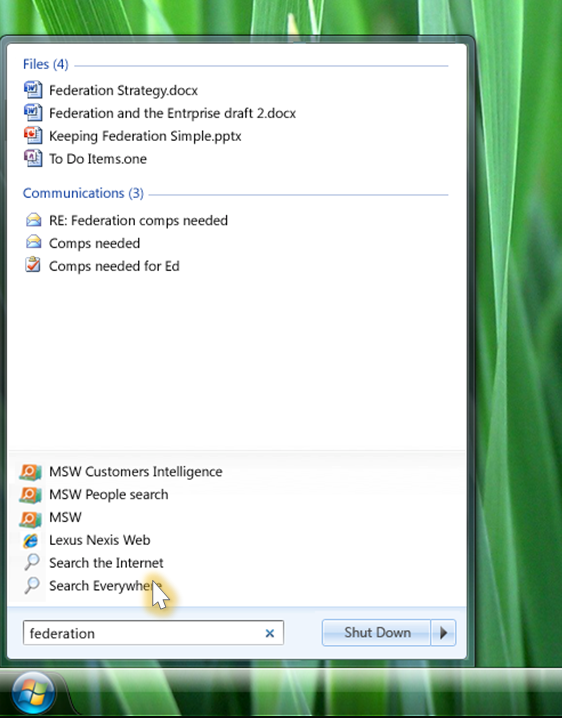 Files (4)
Federation Strategy.docx
Federation and the Entrprise draft 2.docx
Keeping Federation Simple.pptx
To Do Items.one
Communications (3)
RE: Federation comps needed
Comps needed
Comps needed for Ed
MSW Customers Intelligence
MSW People search
MSW
Lexus Nexis Web
Search the Internet
Search Everywhere
federation
Shut Down